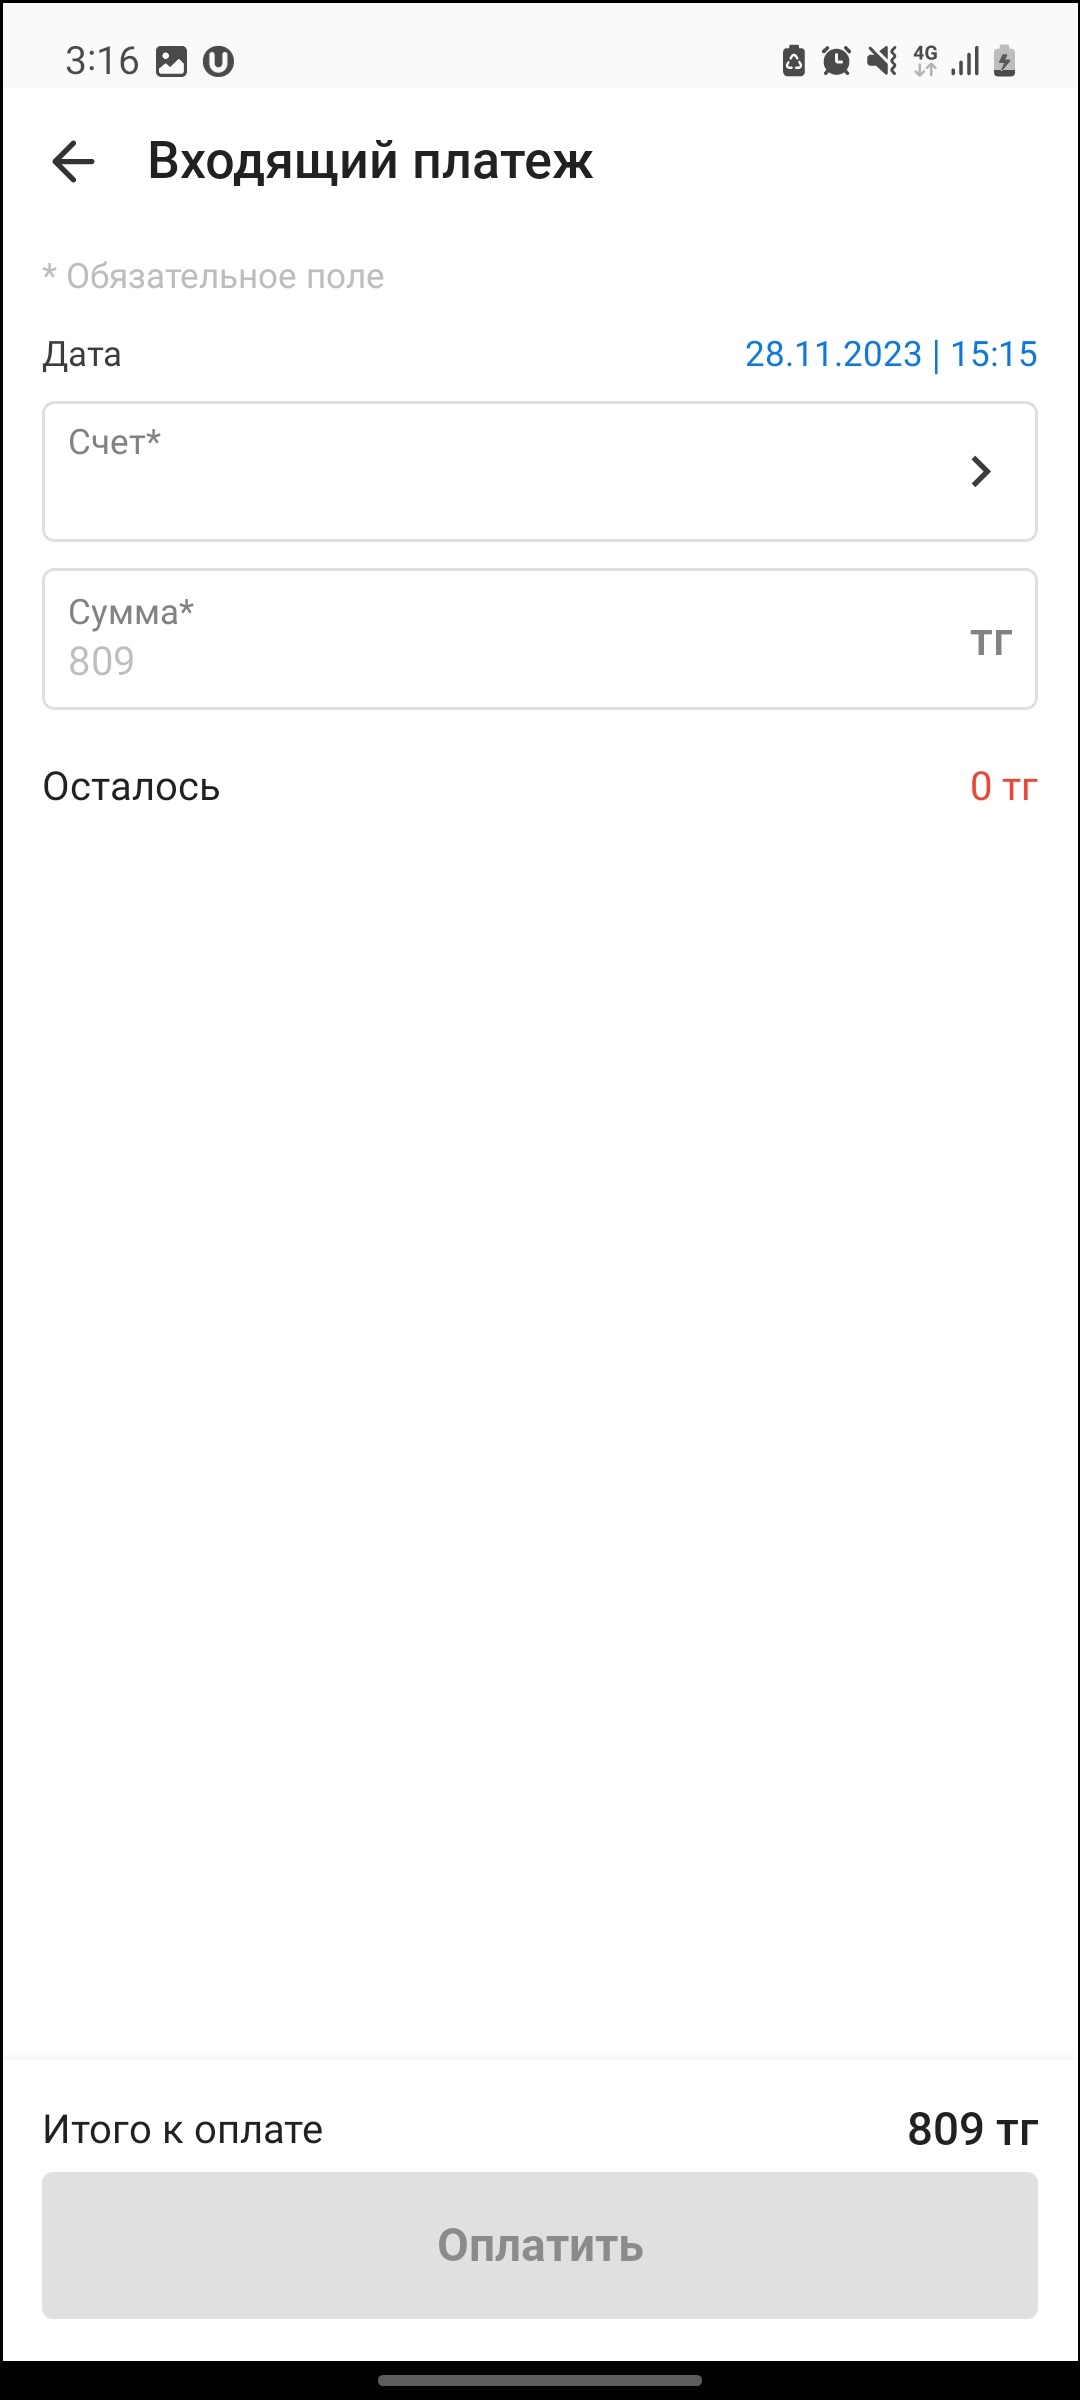 3:16
4G
Входящий платеж
* Обязательное поле
Дата 28.11.2023 | 15:15
Счет*
Сумма*
809 тг
Осталось 0 тг
Итого к оплате 809 тг
Оплатить